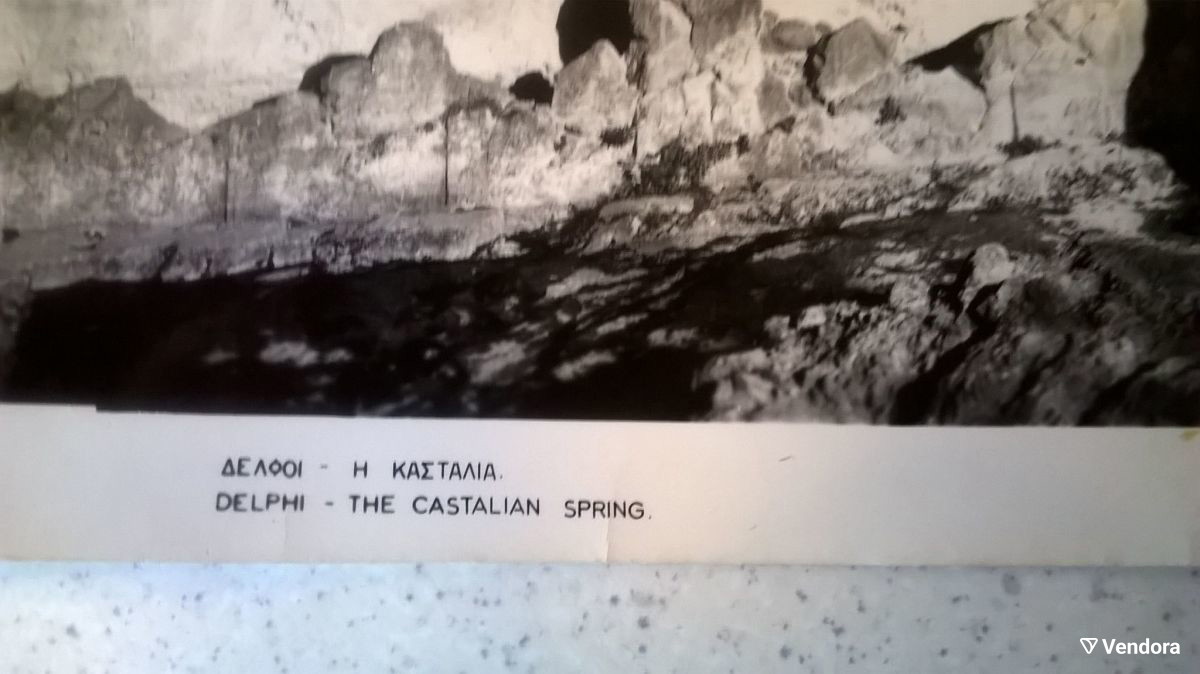 ΔΕΛΦΟΙ - Η ΚΑΣΤΑΛΙΑ.
DELPHI - THE CASTALIAN SPRING.
Vendora